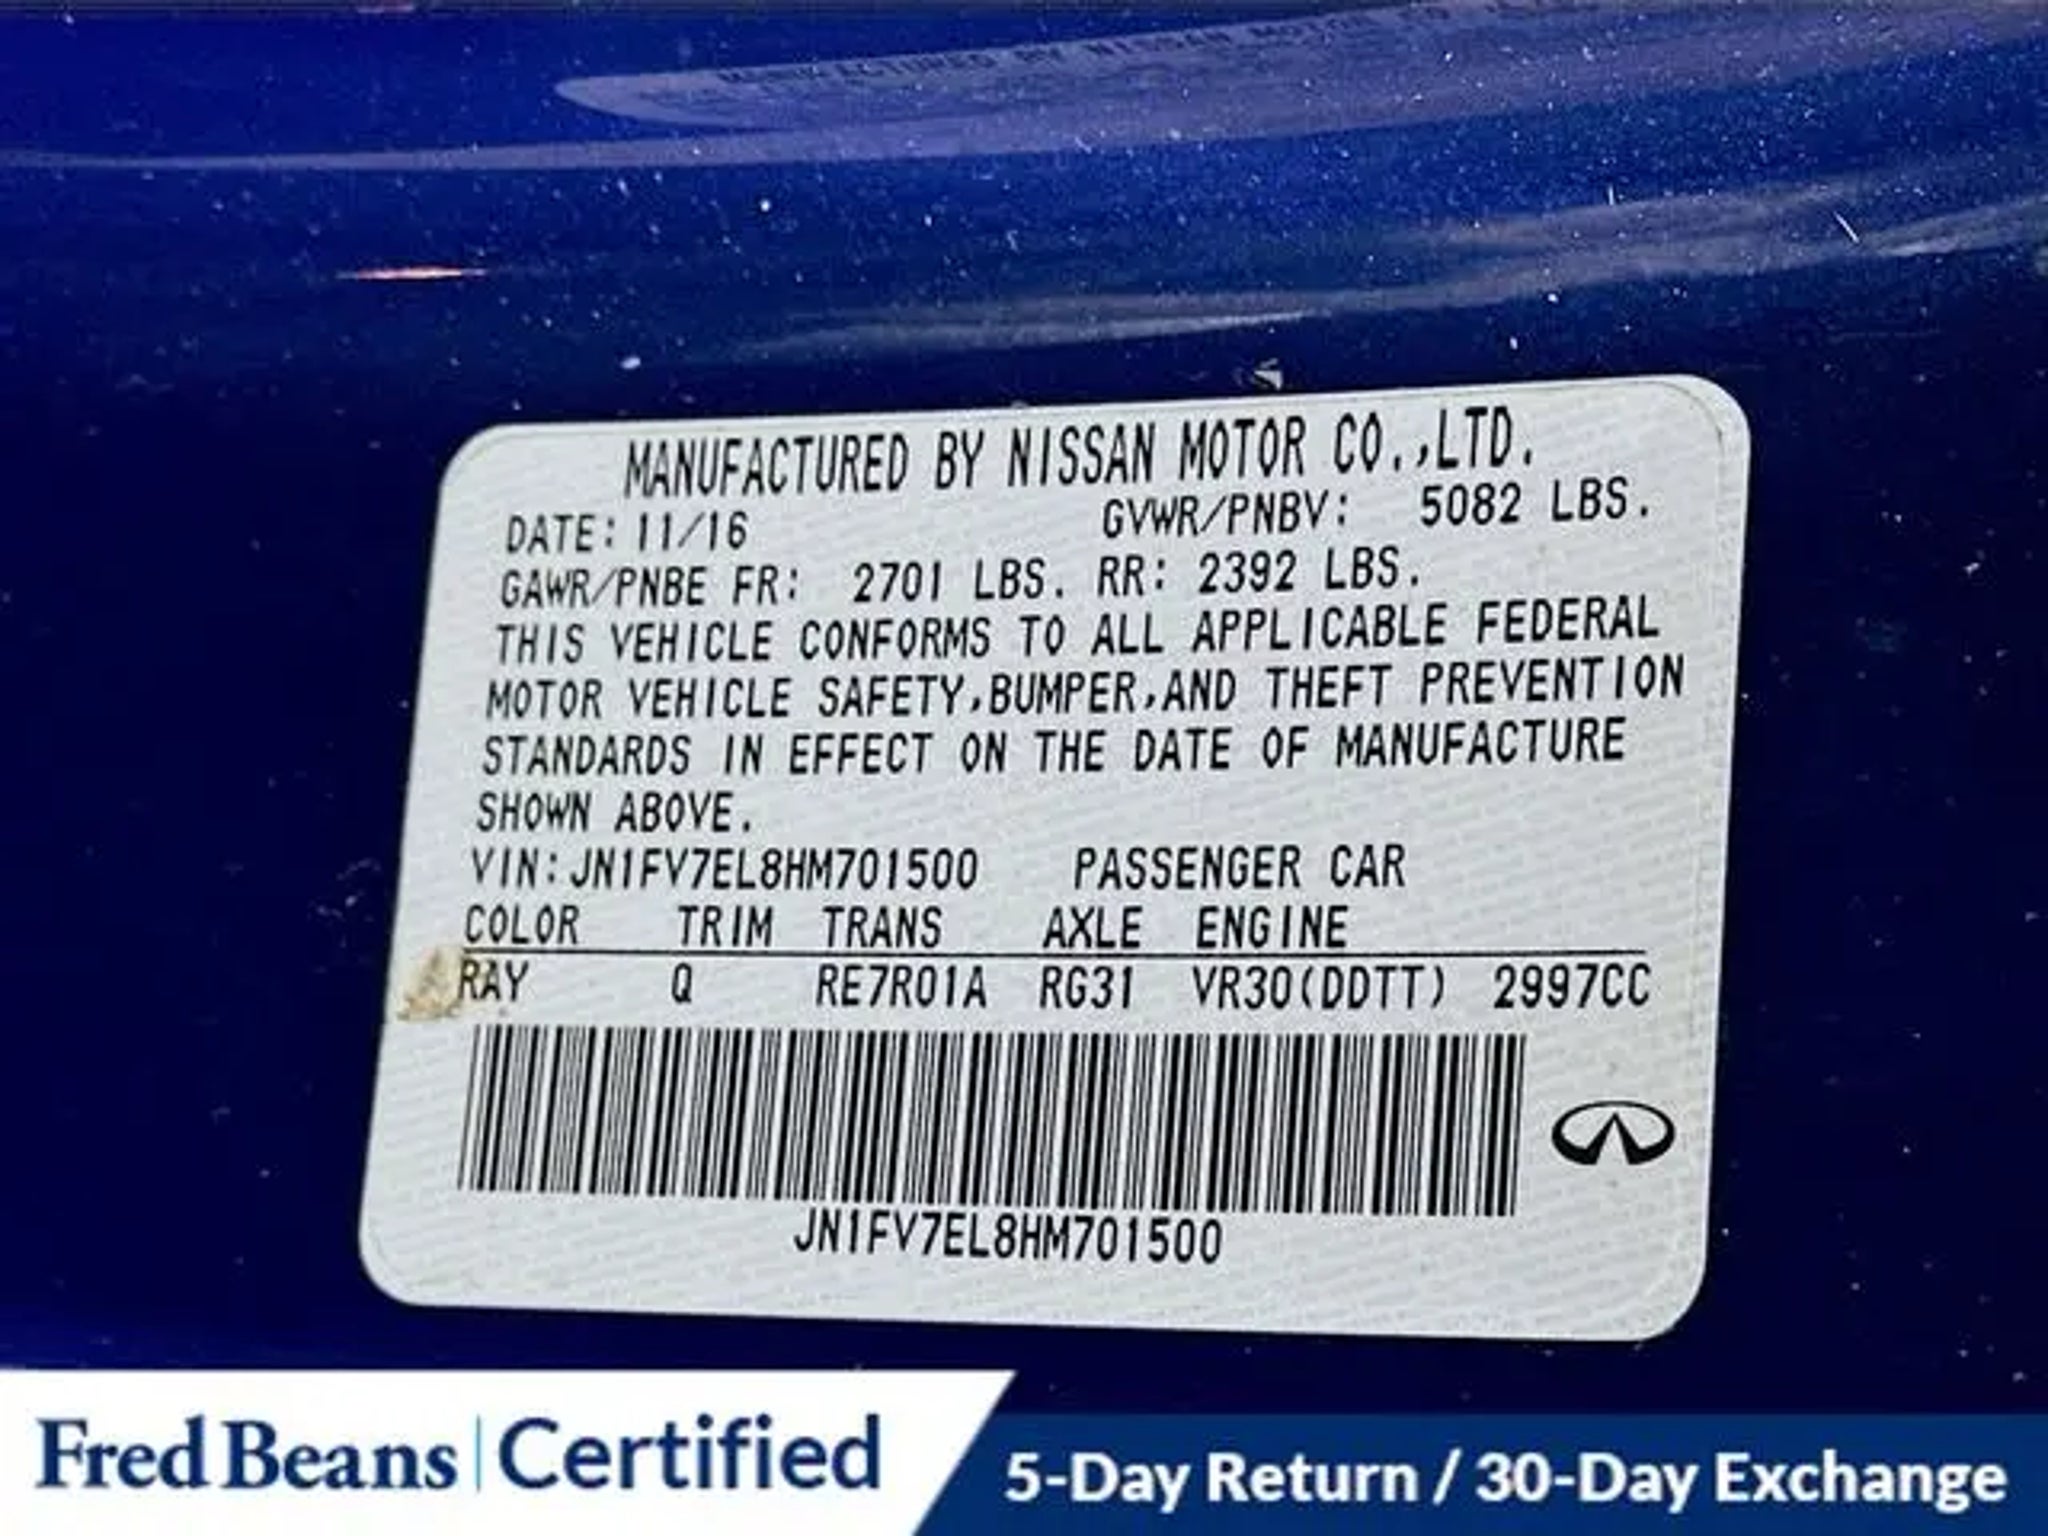 MANUFACTURED BY NISSAN MOTOR CO.,LTD.
DATE: 11/16 GVWR/PNBV: 5082 LBS.
GAWR/PNBE FR: 2701 LBS. RR: 2392 LBS.
THIS VEHICLE CONFORMS TO ALL APPLICABLE FEDERAL
MOTOR VEHICLE SAFETY,BUMPER,AND THEFT PREVENTION
STANDARDS IN EFFECT ON THE DATE OF MANUFACTURE
SHOWN ABOVE.
VIN:JN1FV7EL8HM701500 PASSENGER CAR
COLOR TRIM TRANS AXLE ENGINE
RAY Q RE7R01A RG31 VR30(DDTT) 2997CC
JN1FV7EL8HM701500
Fred Beans | Certified
5-Day Return / 30-Day Exchange